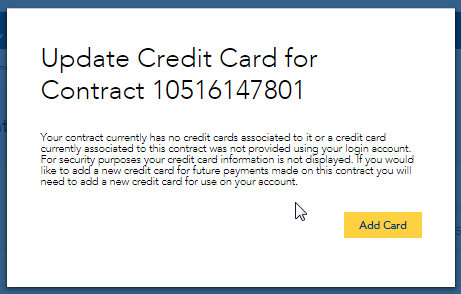 Update Credit Card for
Contract 10516147801
Your contract currently has no credit cards associated to it or a credit card
currently associated to this contract was not provided using your login account.
For security purposes your credit card information is not displayed. If you would
like to add a new credit card for future payments made on this contract you will
need to add a new credit card for use on your account.
Add Card